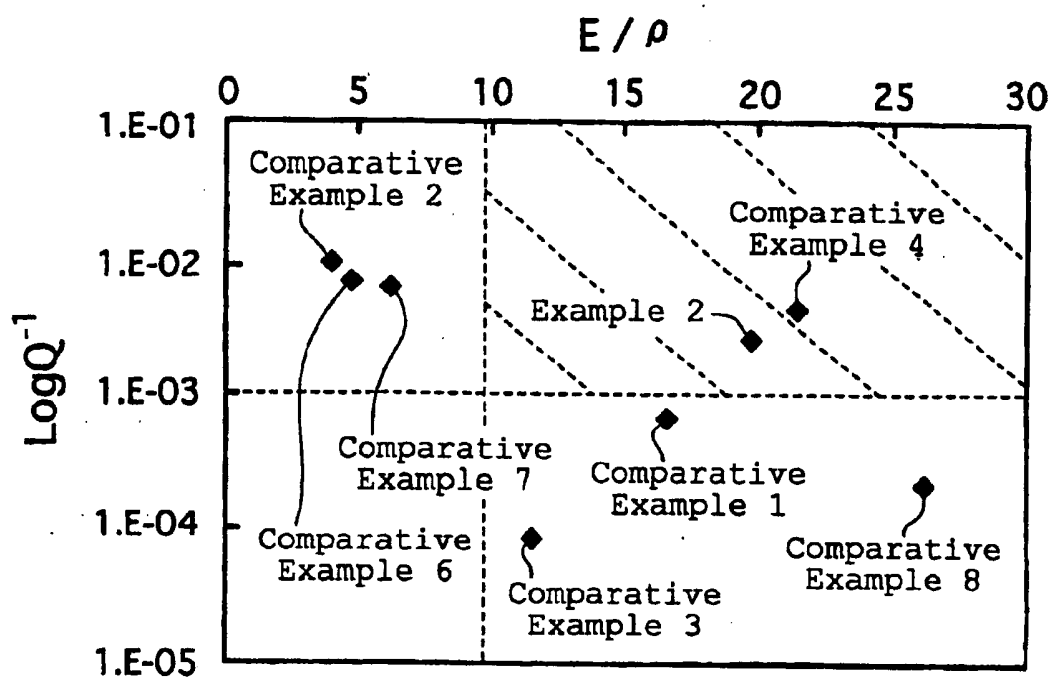 E / ρ
0 5 10 15 20 25 30
1.E-01
1.E-02
1.E-03
1.E-04
1.E-05
LogQ⁻¹
Comparative
Example 2
Comparative
Example 4
Example 2
Comparative
Example 7
Comparative
Example 1
Comparative
Example 6
Comparative
Example 8
Comparative
Example 3